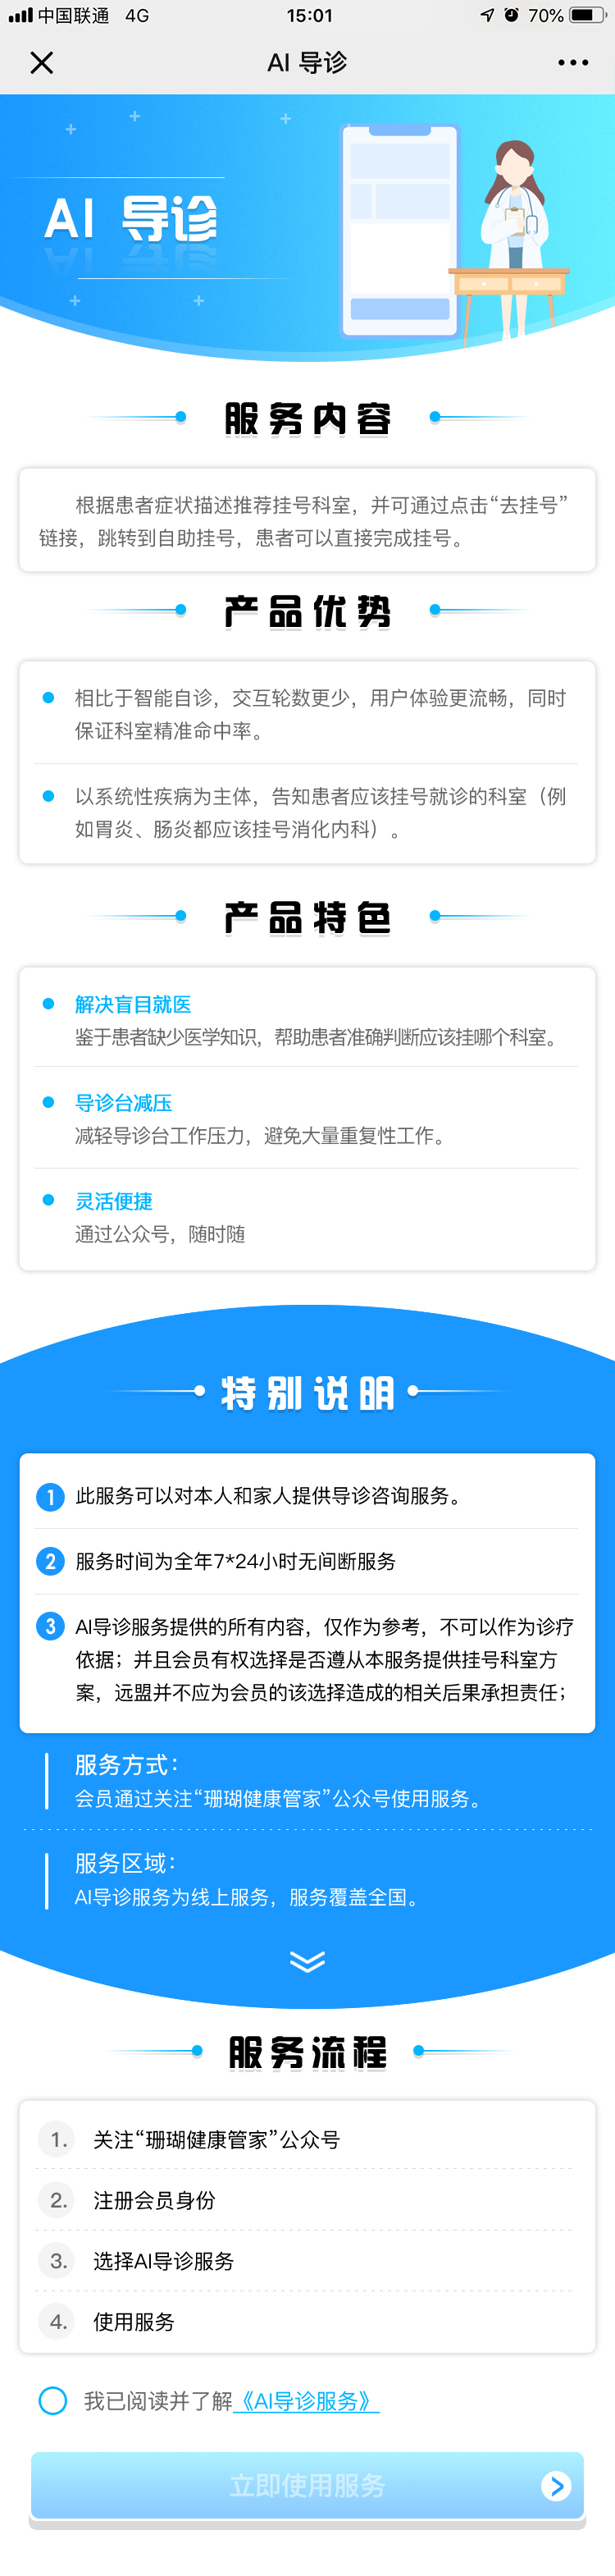 中国联通 4G 15:01 70%
AI 导诊
AI 导诊
服务内容
根据患者症状描述推荐挂号科室，并可通过点击“去挂号”
链接，跳转到自助挂号，患者可以直接完成挂号。
产品优势
相比于智能自诊，交互轮数更少，用户体验更流畅，同时
保证科室精准命中率。
以系统性疾病为主体，告知患者应该挂号就诊的科室（例
如胃炎、肠炎都应该挂号消化内科）。
产品特色
解决盲目就医
鉴于患者缺少医学知识，帮助患者准确判断应该挂哪个科室。
导诊台减压
减轻导诊台工作压力，避免大量重复性工作。
灵活便捷
通过公众号，随时随
特别说明
1 此服务可以对本人和家人提供导诊咨询服务。
2 服务时间为全年7*24小时无间断服务
3 AI导诊服务提供的所有内容，仅作为参考，不可以作为诊疗
依据；并且会员有权选择是否遵从本服务提供挂号科室方
案，远盟并不应为会员的该选择造成的相关后果承担责任；
服务方式：
会员通过关注“珊瑚健康管家”公众号使用服务。
服务区域：
AI导诊服务为线上服务，服务覆盖全国。
服务流程
1. 关注“珊瑚健康管家”公众号
2. 注册会员身份
3. 选择AI导诊服务
4. 使用服务
我已阅读并了解《AI导诊服务》
立即使用服务